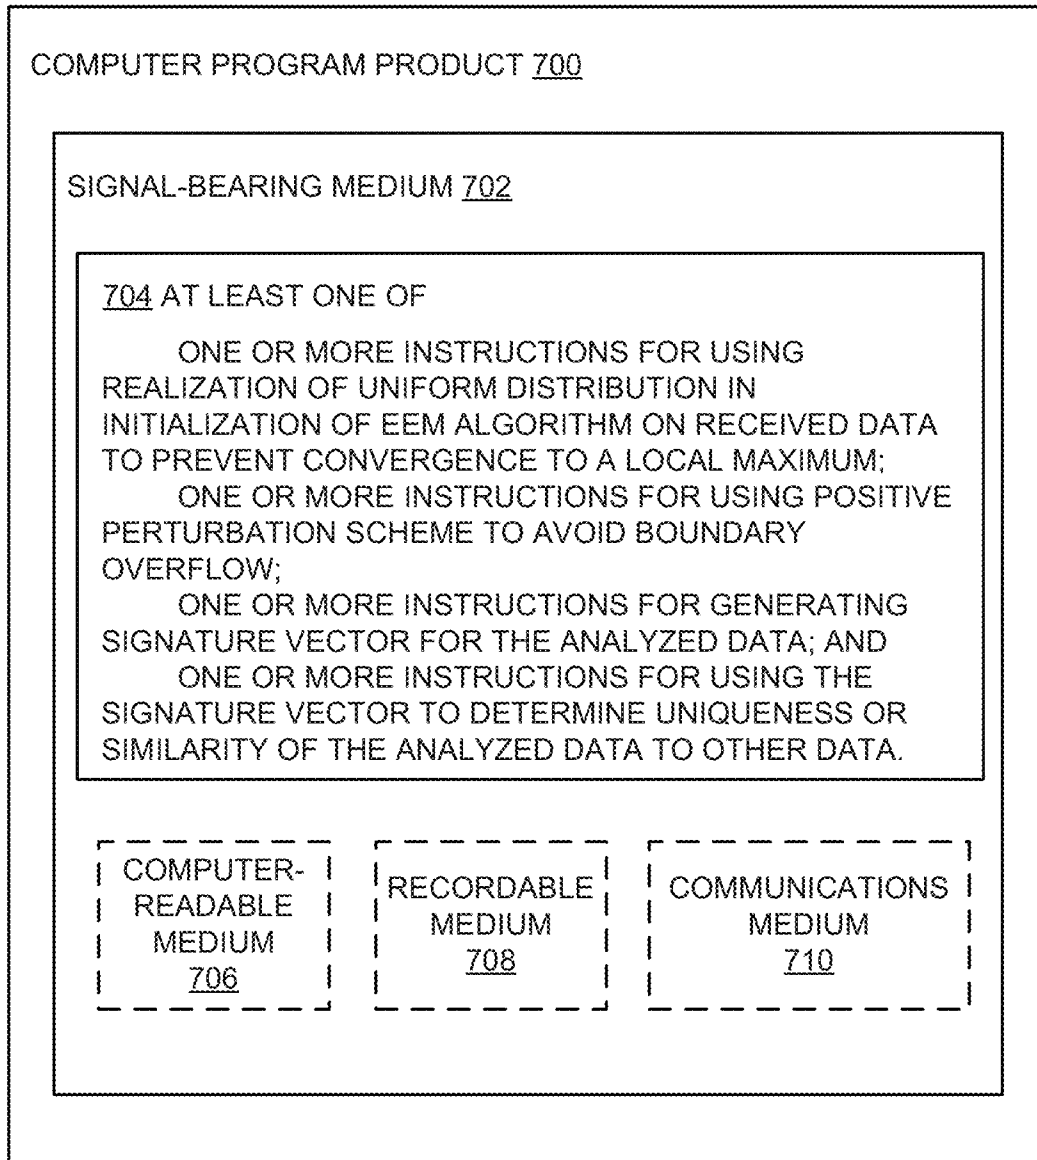 COMPUTER PROGRAM PRODUCT 700
SIGNAL-BEARING MEDIUM 702
704 AT LEAST ONE OF
ONE OR MORE INSTRUCTIONS FOR USING
REALIZATION OF UNIFORM DISTRIBUTION IN
INITIALIZATION OF EEM ALGORITHM ON RECEIVED DATA
TO PREVENT CONVERGENCE TO A LOCAL MAXIMUM;
ONE OR MORE INSTRUCTIONS FOR USING POSITIVE
PERTURBATION SCHEME TO AVOID BOUNDARY
OVERFLOW;
ONE OR MORE INSTRUCTIONS FOR GENERATING
SIGNATURE VECTOR FOR THE ANALYZED DATA; AND
ONE OR MORE INSTRUCTIONS FOR USING THE
SIGNATURE VECTOR TO DETERMINE UNIQUENESS OR
SIMILARITY OF THE ANALYZED DATA TO OTHER DATA.
COMPUTER-
READABLE
MEDIUM
706
RECORDABLE
MEDIUM
708
COMMUNICATIONS
MEDIUM
710